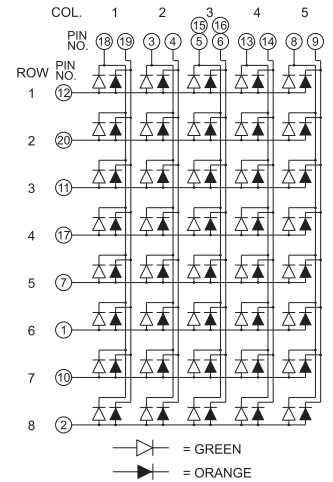 COL. 1 2 3 4 5
15 16
PIN NO. 18 19 3 4 5 6 13 14 8 9
ROW PIN NO.
1 12
2 20
3 11
4 17
5 7
6 1
7 10
8 2
= GREEN
= ORANGE